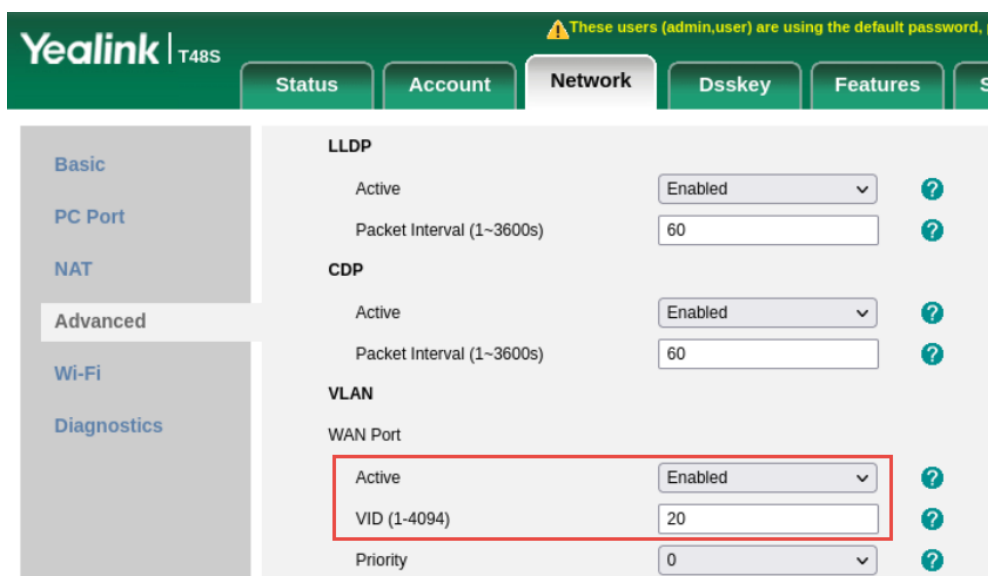 ⚠These users (admin,user) are using the default password,
Yealink | T48S
Status Account Network Dsskey Features S
Basic
PC Port
NAT
Advanced
Wi-Fi
Diagnostics
LLDP
Active Enabled
Packet Interval (1~3600s) 60
CDP
Active Enabled
Packet Interval (1~3600s) 60
VLAN
WAN Port
Active Enabled
VID (1-4094) 20
Priority 0